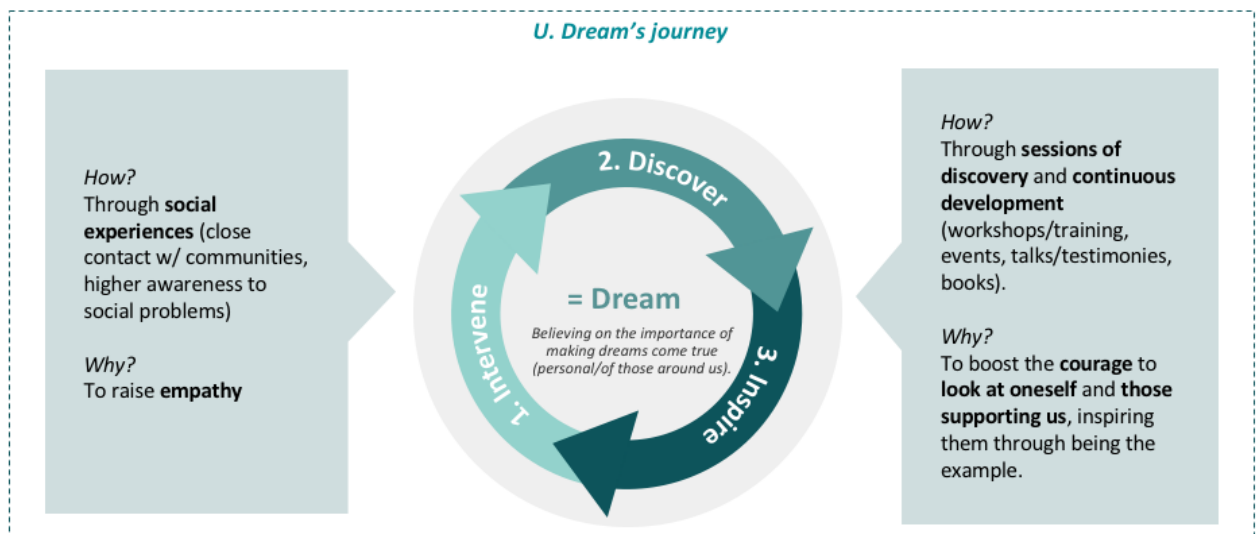 U. Dream's journey
How?
Through social
experiences (close
contact w/ communities,
higher awareness to
social problems)
Why?
To raise empathy
1. Intervene
2. Discover
3. Inspire
= Dream
Believing on the importance of
making dreams come true
(personal/of those around us).
How?
Through sessions of
discovery and continuous
development
(workshops/training,
events, talks/testimonies,
books).
Why?
To boost the courage to
look at oneself and those
supporting us, inspiring
them through being the
example.